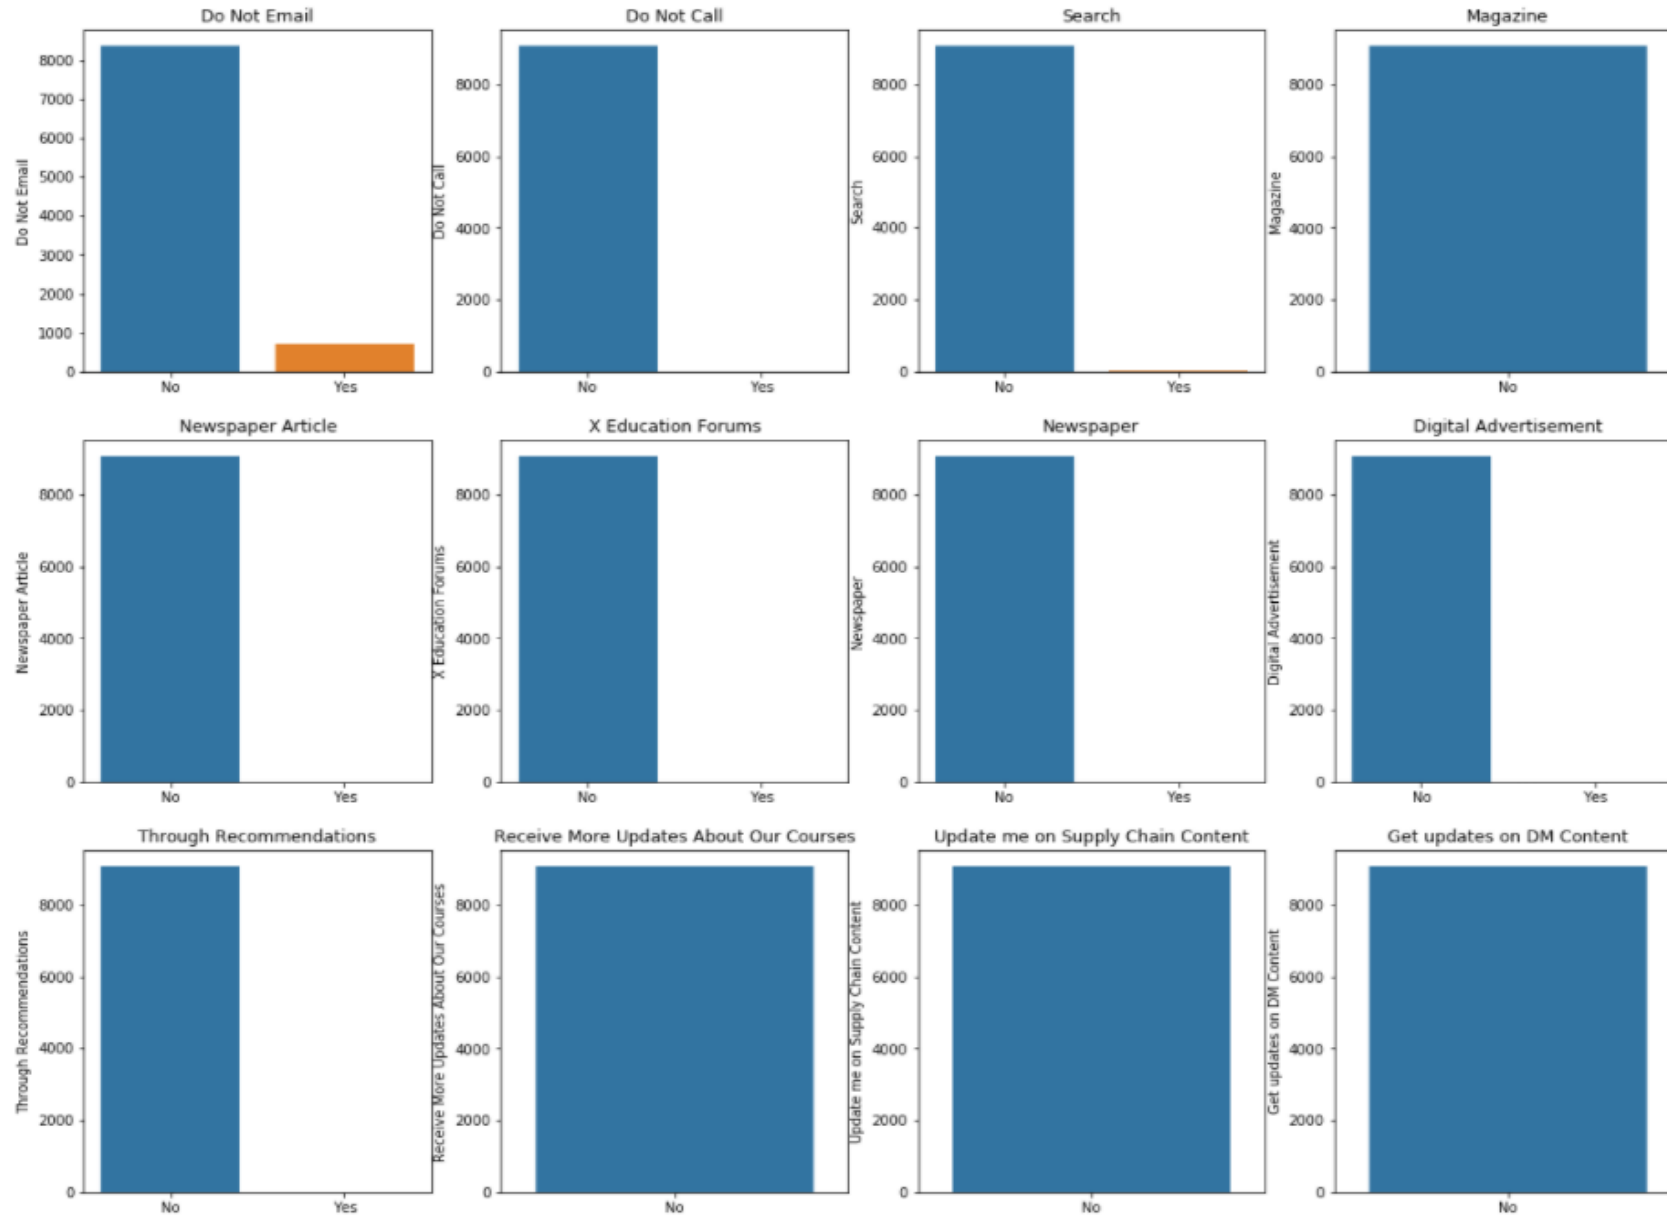 Do Not Email
Do Not Call
Search
Magazine
8000
7000
6000
5000
4000
3000
2000
1000
0
Do Not Email
No
Yes
8000
6000
4000
2000
0
Do Not Call
No
Yes
8000
6000
4000
2000
0
Search
No
Yes
8000
6000
4000
2000
0
Magazine
No
Newspaper Article
X Education Forums
Newspaper
Digital Advertisement
8000
6000
4000
2000
0
Newspaper Article
No
Yes
8000
6000
4000
2000
0
X Education Forums
No
Yes
8000
6000
4000
2000
0
Newspaper
No
Yes
8000
6000
4000
2000
0
Digital Advertisement
No
Yes
Through Recommendations
Receive More Updates About Our Courses
Update me on Supply Chain Content
Get updates on DM Content
8000
6000
4000
2000
0
Through Recommendations
No
Yes
8000
6000
4000
2000
0
Receive More Updates About Our Courses
No
8000
6000
4000
2000
0
Update me on Supply Chain Content
No
8000
6000
4000
2000
0
Get updates on DM Content
No